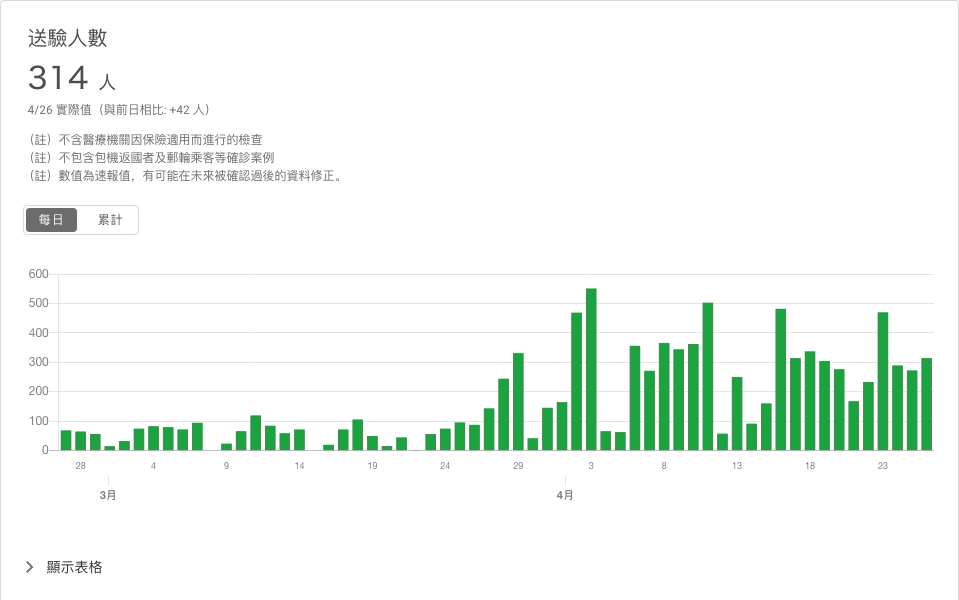 送驗人數
314 人
4/26 實際值（與前日相比: +42 人）
（註）不含醫療機關因保險適用而進行的檢查
（註）不包含包機返國者及郵輪乘客等確診案例
（註）數值為速報值，有可能在未來被確認過後的資料修正。
每日 累計
600
500
400
300
200
100
0
28 4 9 14 19 24 29 3 8 13 18 23
3月 4月
顯示表格